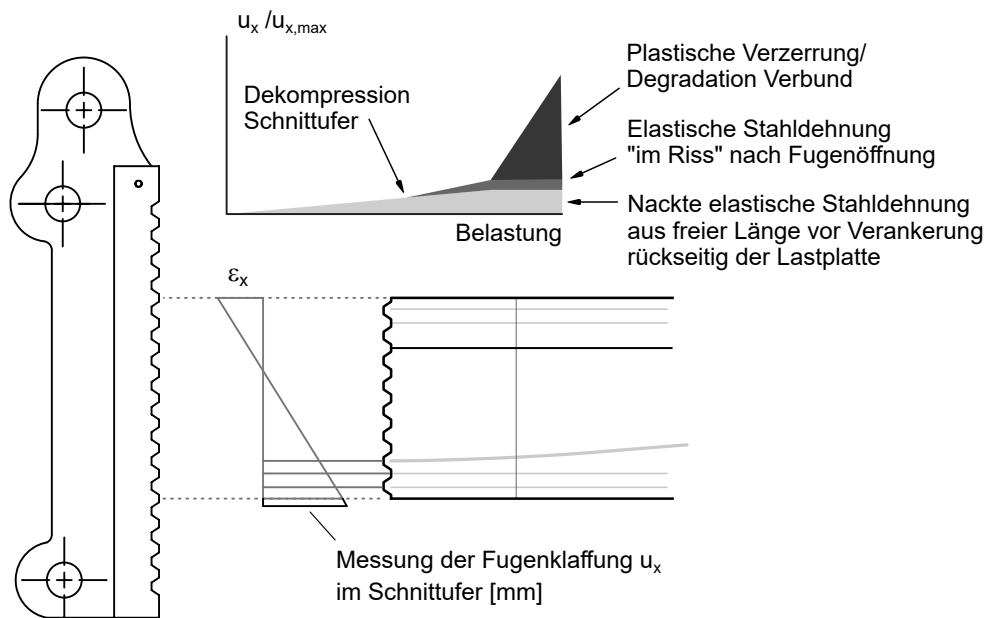 u_x /u_x,max
Plastische Verzerrung/
Degradation Verbund
Dekompression
Schnittufer
Elastische Stahldehnung
"im Riss" nach Fugenöffnung
Nackte elastische Stahldehnung
aus freier Länge vor Verankerung
rückseitig der Lastplatte
Belastung
ε_x
Messung der Fugenklaffung u_x
im Schnittufer [mm]